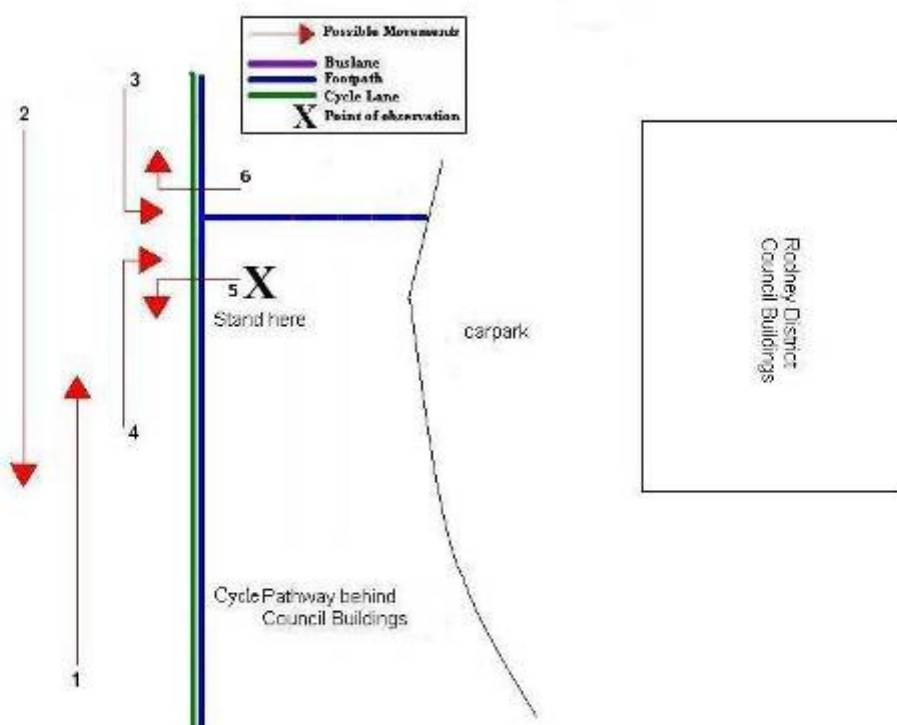 Possible Movements
Buslane
Footpath
Cycle Lane
X Point of observation
3
2
6
5 X
Stand here
carpark
Rodney District
Council Buildings
4
Cycle Pathway behind
Council Buildings
1